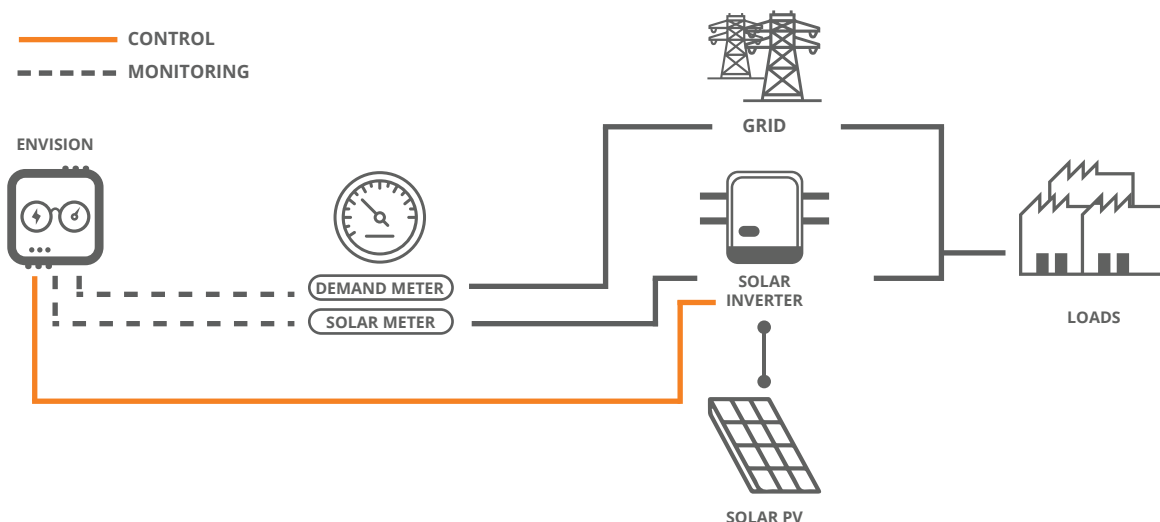 CONTROL
MONITORING
ENVISION
GRID
DEMAND METER
SOLAR METER
SOLAR
INVERTER
LOADS
SOLAR PV